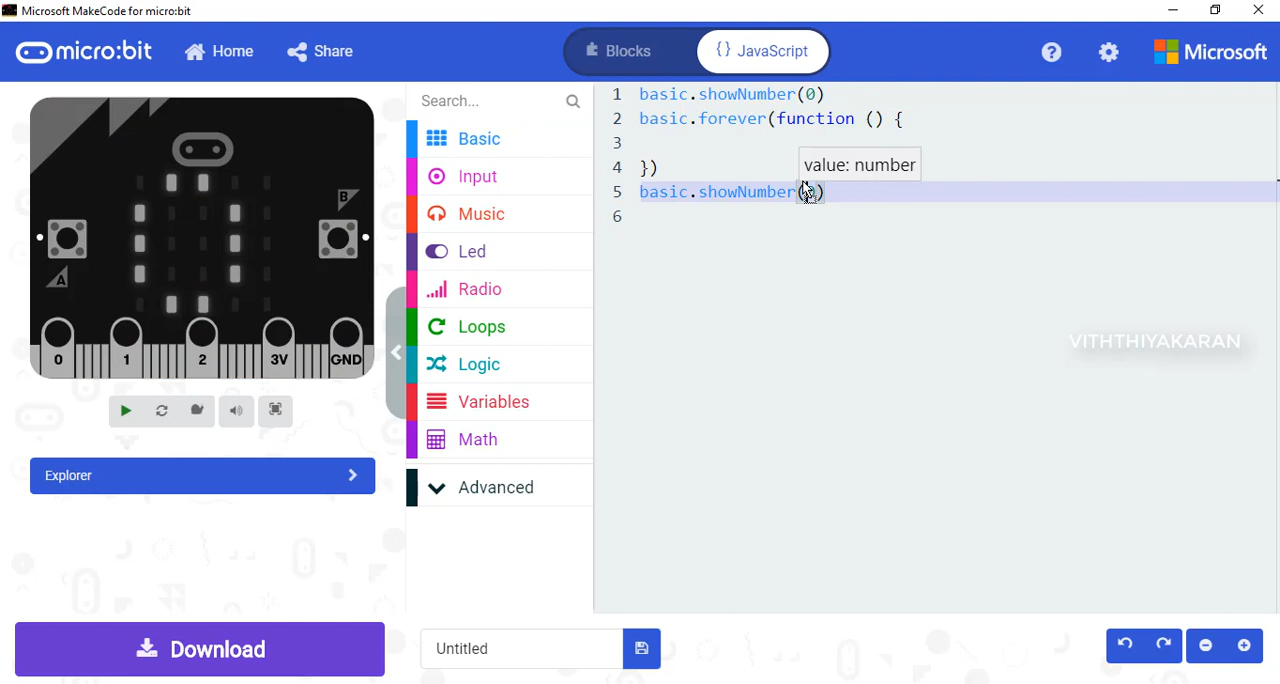 Microsoft MakeCode for micro:bit
micro:bit
Home
Share
Blocks
{} JavaScript
?
Microsoft
A
B
0
1
2
3V
GND
Explorer
Download
Search...
Basic
Input
Music
Led
Radio
Loops
Logic
Variables
Math
Advanced
1 basic.showNumber(0)
2 basic.forever(function () {
3
4 })
value: number
5 basic.showNumber(0)
6
VITHTHIYAKARAN
Untitled